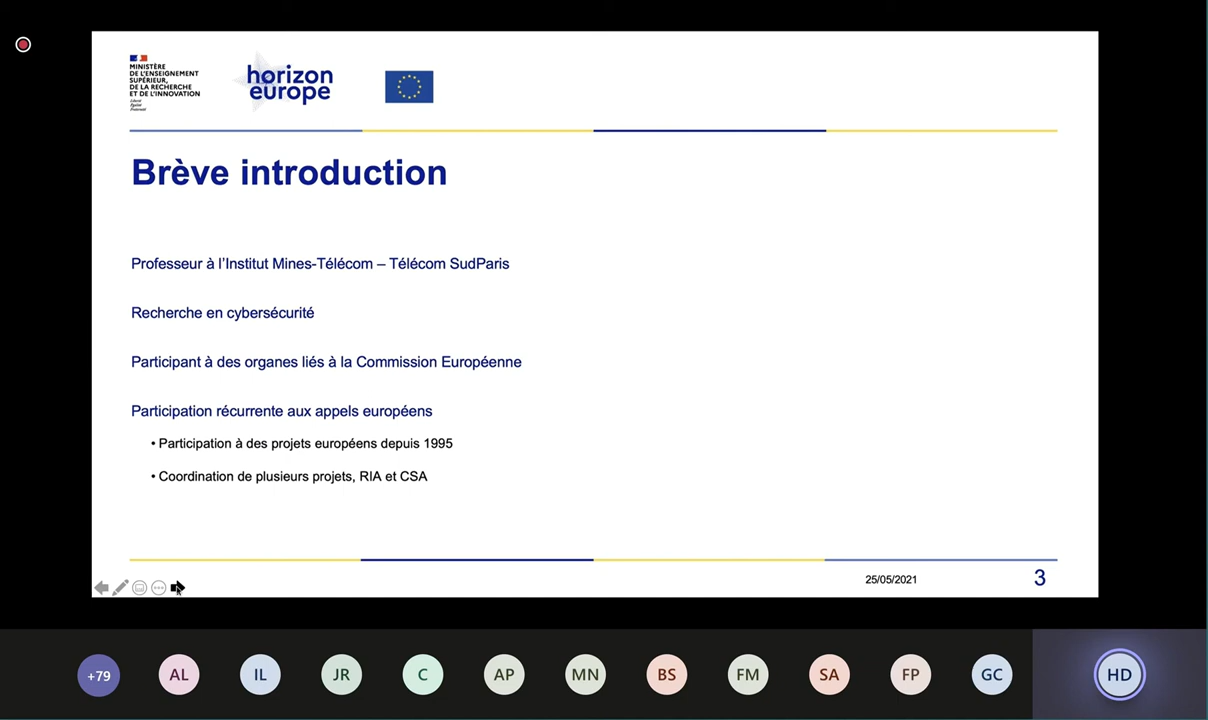 MINISTÈRE
DE L'ENSEIGNEMENT
SUPÉRIEUR,
DE LA RECHERCHE
ET DE L'INNOVATION
Liberté
Égalité
Fraternité
horizon
europe
Brève introduction
Professeur à l'Institut Mines-Télécom – Télécom SudParis
Recherche en cybersécurité
Participant à des organes liés à la Commission Européenne
Participation récurrente aux appels européens
• Participation à des projets européens depuis 1995
• Coordination de plusieurs projets, RIA et CSA
25/05/2021
3
+79 AL IL JR C AP MN BS FM SA FP GC HD